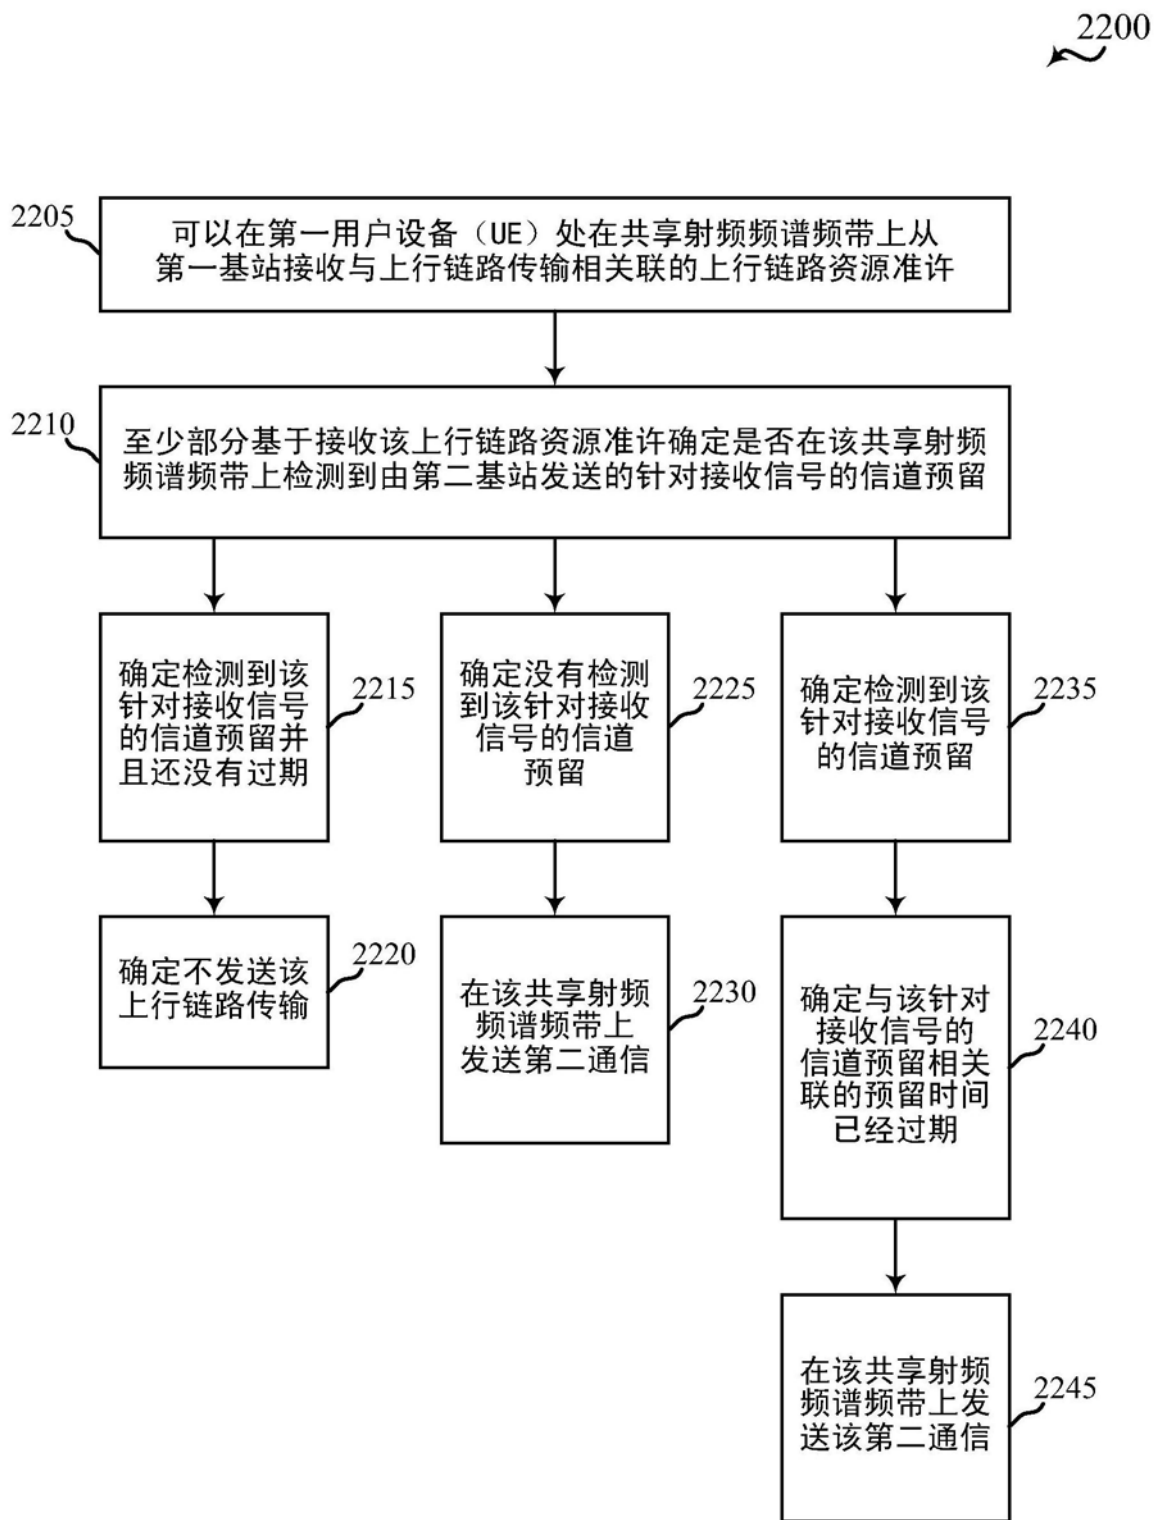 2200
2205
可以在第一用户设备（UE）处在共享射频频谱频带上从
第一基站接收与上行链路传输相关联的上行链路资源准许
2210
至少部分基于接收该上行链路资源准许确定是否在该共享射频
频谱频带上检测到由第二基站发送的针对接收信号的信道预留
确定检测到该
针对接收信号
的信道预留并
且还没有过期
2215
确定没有检测
到该针对接收
信号的信道
预留
2225
确定检测到该
针对接收信号
的信道预留
2235
确定不发送该
上行链路传输
2220
在该共享射频
频谱频带上
发送第二通信
2230
确定与该针对
接收信号的
信道预留相关
联的预留时间
已经过期
2240
在该共享射频
频谱频带上发
送该第二通信
2245